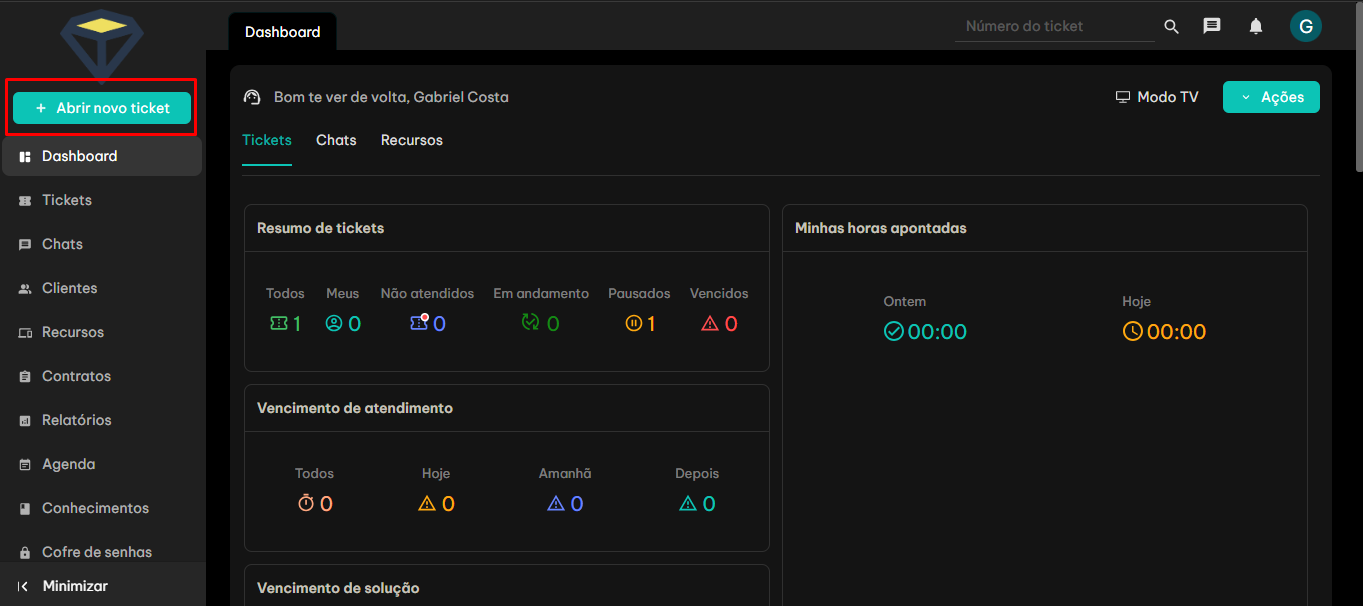 Dashboard
Número do ticket
G
+ Abrir novo ticket
Dashboard
Tickets
Chats
Clientes
Recursos
Contratos
Relatórios
Agenda
Conhecimentos
Cofre de senhas
Minimizar
Bom te ver de volta, Gabriel Costa
Modo TV
Ações
Tickets Chats Recursos
Resumo de tickets
Todos Meus Não atendidos Em andamento Pausados Vencidos
1 0 0 0 1 0
Minhas horas apontadas
Ontem Hoje
00:00 00:00
Vencimento de atendimento
Todos Hoje Amanhã Depois
0 0 0 0
Vencimento de solução